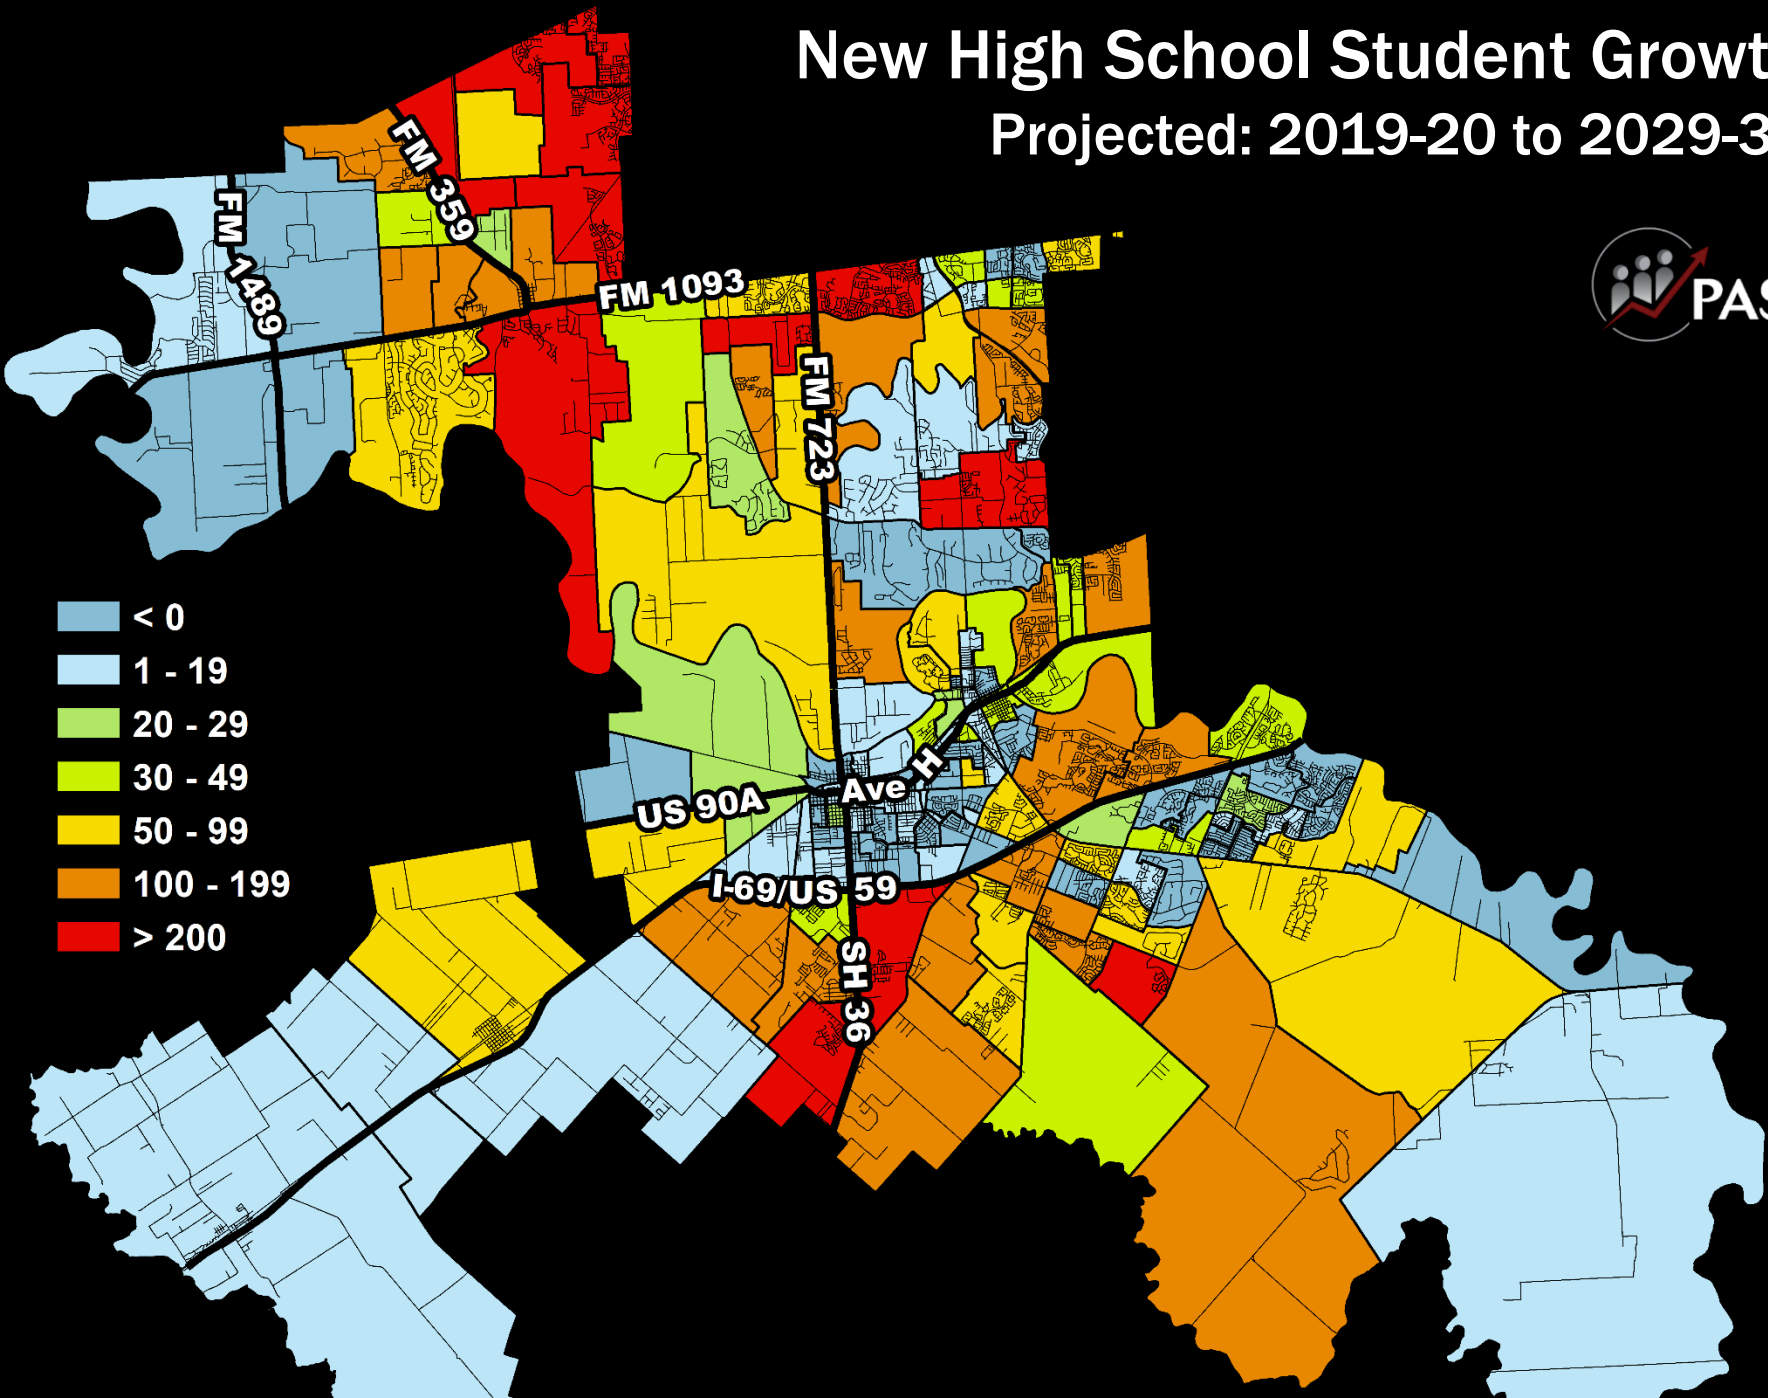 New High School Student Growt
Projected: 2019-20 to 2029-3
PAS
FM 359
FM 1489
FM 1093
FM 723
< 0
1 - 19
20 - 29
30 - 49
50 - 99
100 - 199
> 200
US 90A
Ave H
I-69/US 59
SH 36